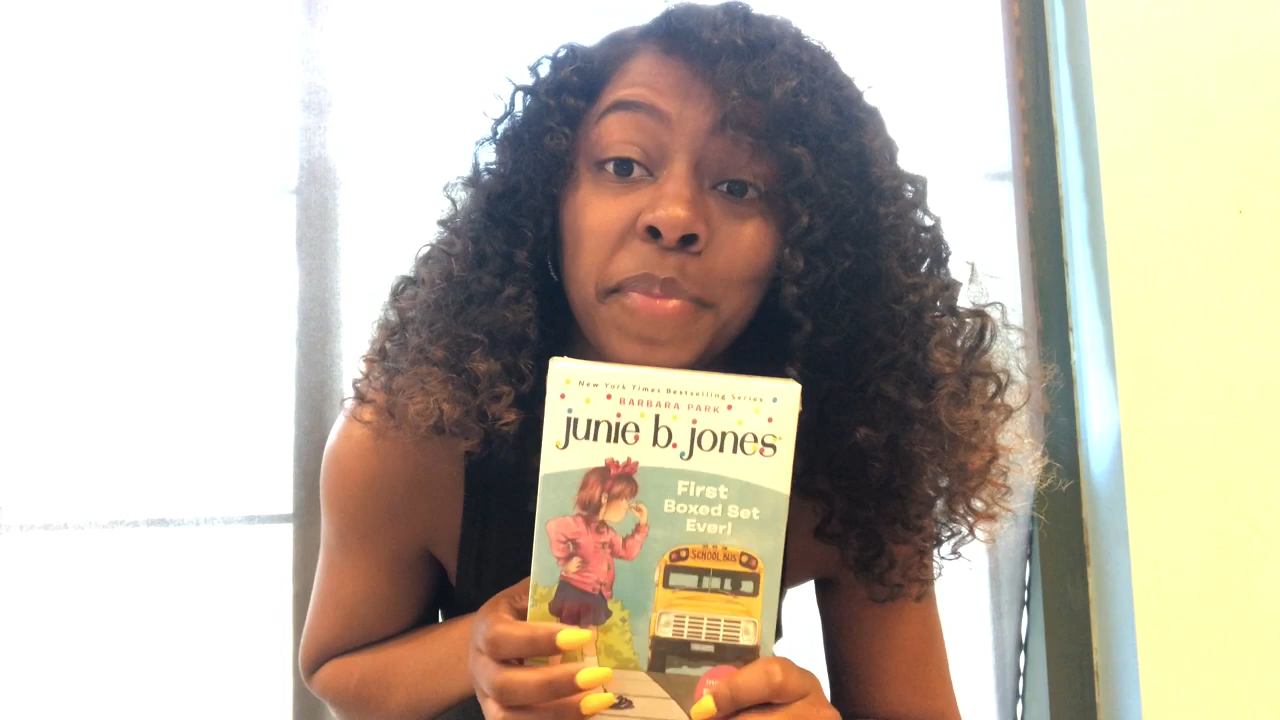 New York Times Bestselling Series
BARBARA PARK
junie b. jones
First
Boxed Set
Ever!
SCHOOL BUS